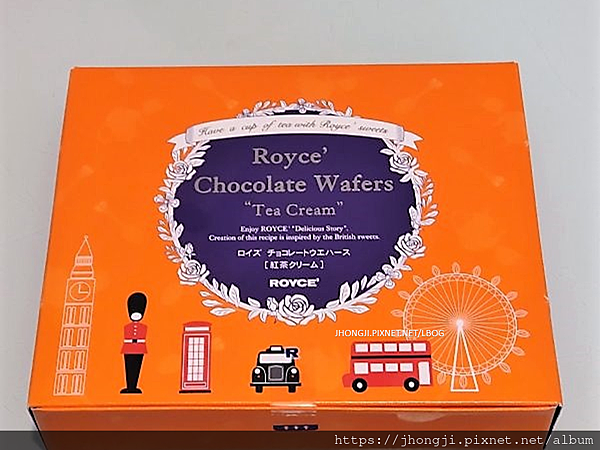 Have a cup of tea with Royce' sweets
Royce'
Chocolate Wafers
“Tea Cream”
Enjoy ROYCE' "Delicious Story".
Creation of this recipe is inspired by the British sweets.
ロイズ チョコレートウエハース
[紅茶クリーム]
ROYCE'
JHONGJI.PIXNET.NET/LBOG
R
https://jhongji.pixnet.net/album